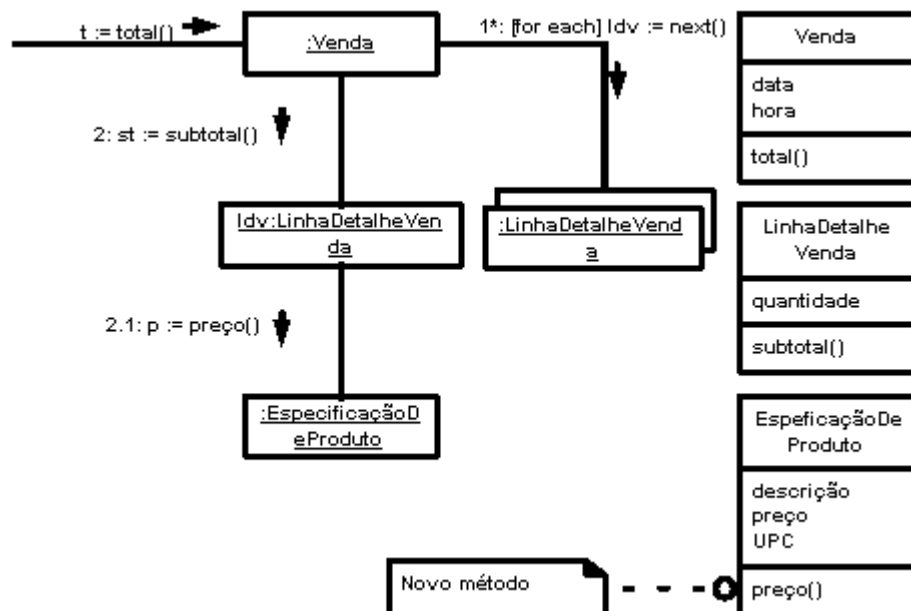 t := total()
:Venda
1*: [for each] ldv := next()
2: st := subtotal()
ldv:LinhaDetalheVen
da
:LinhaDetalheVend
a
2.1: p := preço()
:EspecificaçãoD
eProduto
Novo método
Venda
data
hora
total()
LinhaDetalhe
Venda
quantidade
subtotal()
EspeficaçãoDe
Produto
descrição
preço
UPC
preço()